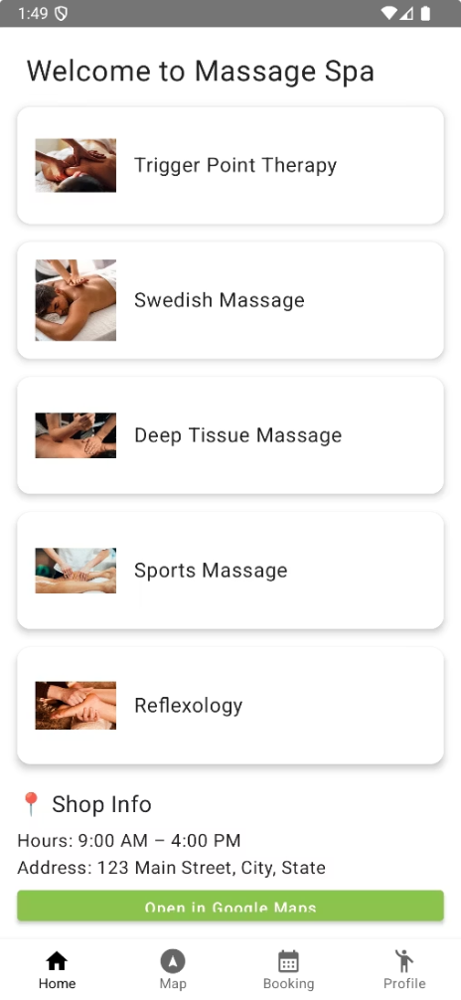 1:49
Welcome to Massage Spa
Trigger Point Therapy
Swedish Massage
Deep Tissue Massage
Sports Massage
Reflexology
📍 Shop Info
Hours: 9:00 AM – 4:00 PM
Address: 123 Main Street, City, State
Open in Google Maps
Home
Map
Booking
Profile